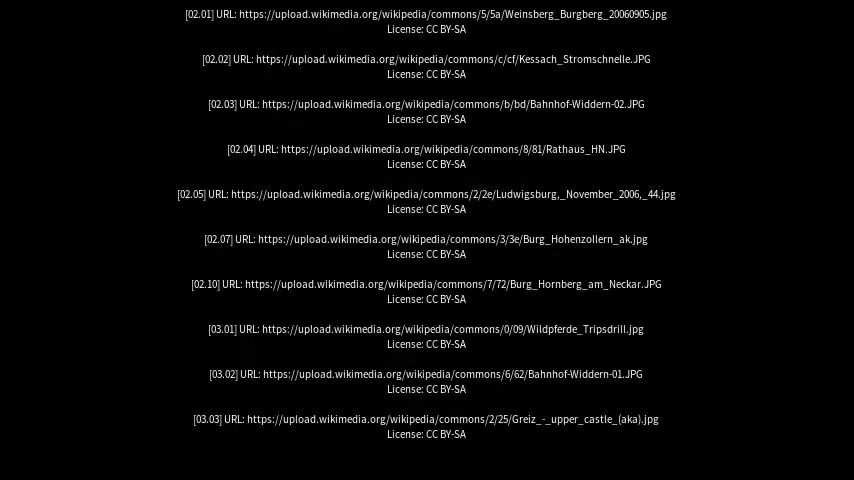 [02.01] URL: https://upload.wikimedia.org/wikipedia/commons/5/5a/Weinsberg_Burgberg_20060905.jpg
License: CC BY-SA
[02.02] URL: https://upload.wikimedia.org/wikipedia/commons/c/cf/Kessach_Stromschnelle.JPG
License: CC BY-SA
[02.03] URL: https://upload.wikimedia.org/wikipedia/commons/b/bd/Bahnhof-Widdern-02.JPG
License: CC BY-SA
[02.04] URL: https://upload.wikimedia.org/wikipedia/commons/8/81/Rathaus_HN.JPG
License: CC BY-SA
[02.05] URL: https://upload.wikimedia.org/wikipedia/commons/2/2e/Ludwigsburg,_November_2006,_44.jpg
License: CC BY-SA
[02.07] URL: https://upload.wikimedia.org/wikipedia/commons/3/3e/Burg_Hohenzollern_ak.jpg
License: CC BY-SA
[02.10] URL: https://upload.wikimedia.org/wikipedia/commons/7/72/Burg_Hornberg_am_Neckar.JPG
License: CC BY-SA
[03.01] URL: https://upload.wikimedia.org/wikipedia/commons/0/09/Wildpferde_Tripsdrill.jpg
License: CC BY-SA
[03.02] URL: https://upload.wikimedia.org/wikipedia/commons/6/62/Bahnhof-Widdern-01.JPG
License: CC BY-SA
[03.03] URL: https://upload.wikimedia.org/wikipedia/commons/2/25/Greiz_-_upper_castle_(aka).jpg
License: CC BY-SA